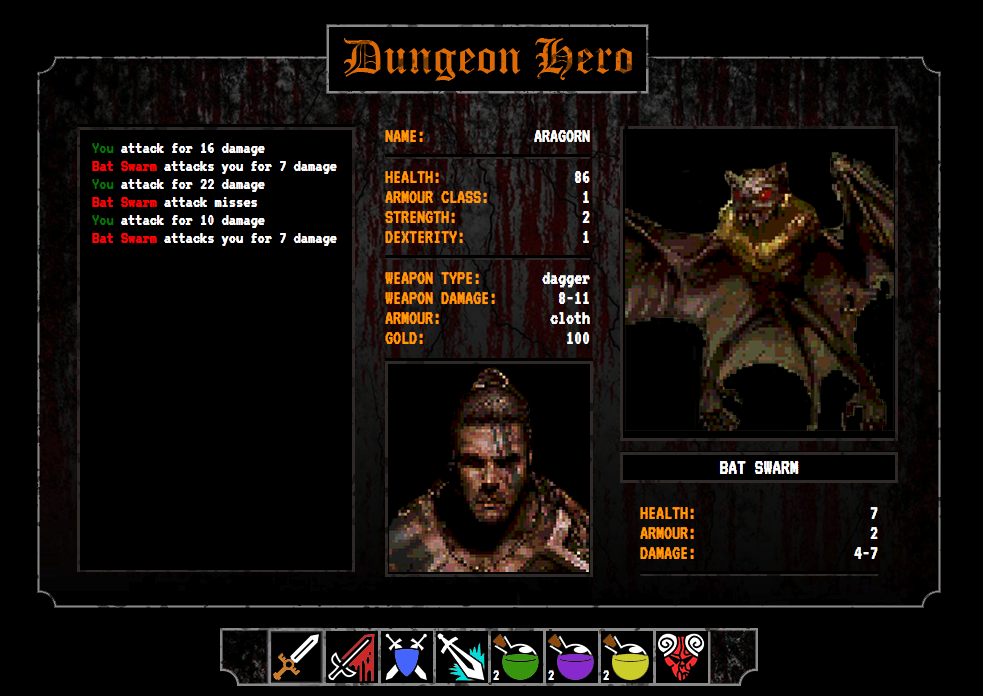 Dungeon Hero
You attack for 16 damage
Bat Swarm attacks you for 7 damage
You attack for 22 damage
Bat Swarm attack misses
You attack for 10 damage
Bat Swarm attacks you for 7 damage
NAME: ARAGORN
HEALTH: 86
ARMOUR CLASS: 1
STRENGTH: 2
DEXTERITY: 1
WEAPON TYPE: dagger
WEAPON DAMAGE: 8-11
ARMOUR: cloth
GOLD: 100
BAT SWARM
HEALTH: 7
ARMOUR: 2
DAMAGE: 4-7
2 2 2